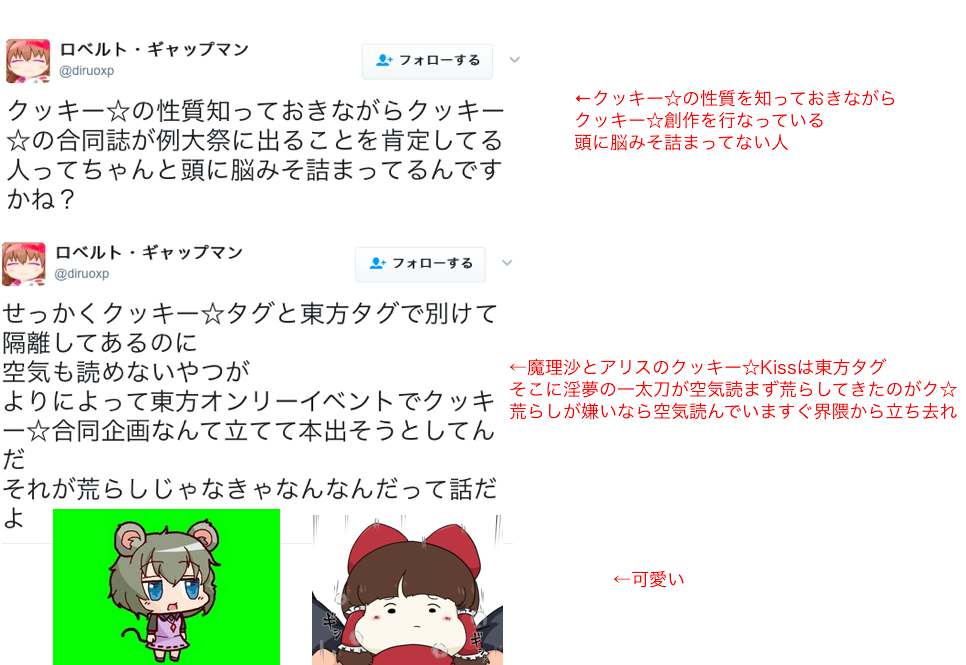 ロベルト・ギャップマン
@diruoxp
フォローする
クッキー☆の性質知っておきながらクッキー
☆の合同誌が例大祭に出ることを肯定してる
人ってちゃんと頭に脳みそ詰まってるんです
かね？
←クッキー☆の性質を知っておきながら
クッキー☆創作を行なっている
頭に脳みそ詰まってない人
ロベルト・ギャップマン
@diruoxp
フォローする
せっかくクッキー☆タグと東方タグで別けて
隔離してあるのに
空気も読めないやつが
よりによって東方オンリーイベントでクッキ
ー☆合同企画なんて立てて本出そうとしてん
だ
それが荒らしじゃなきゃなんなんだって話だ
よ
←魔理沙とアリスのクッキー☆Kissは東方タグ
そこに淫夢の一太刀が空気読まず荒らしてきたのがク☆
荒らしが嫌いなら空気読んでいますぐ界隈から立ち去れ
ギュッ
ギュッ
←可愛い